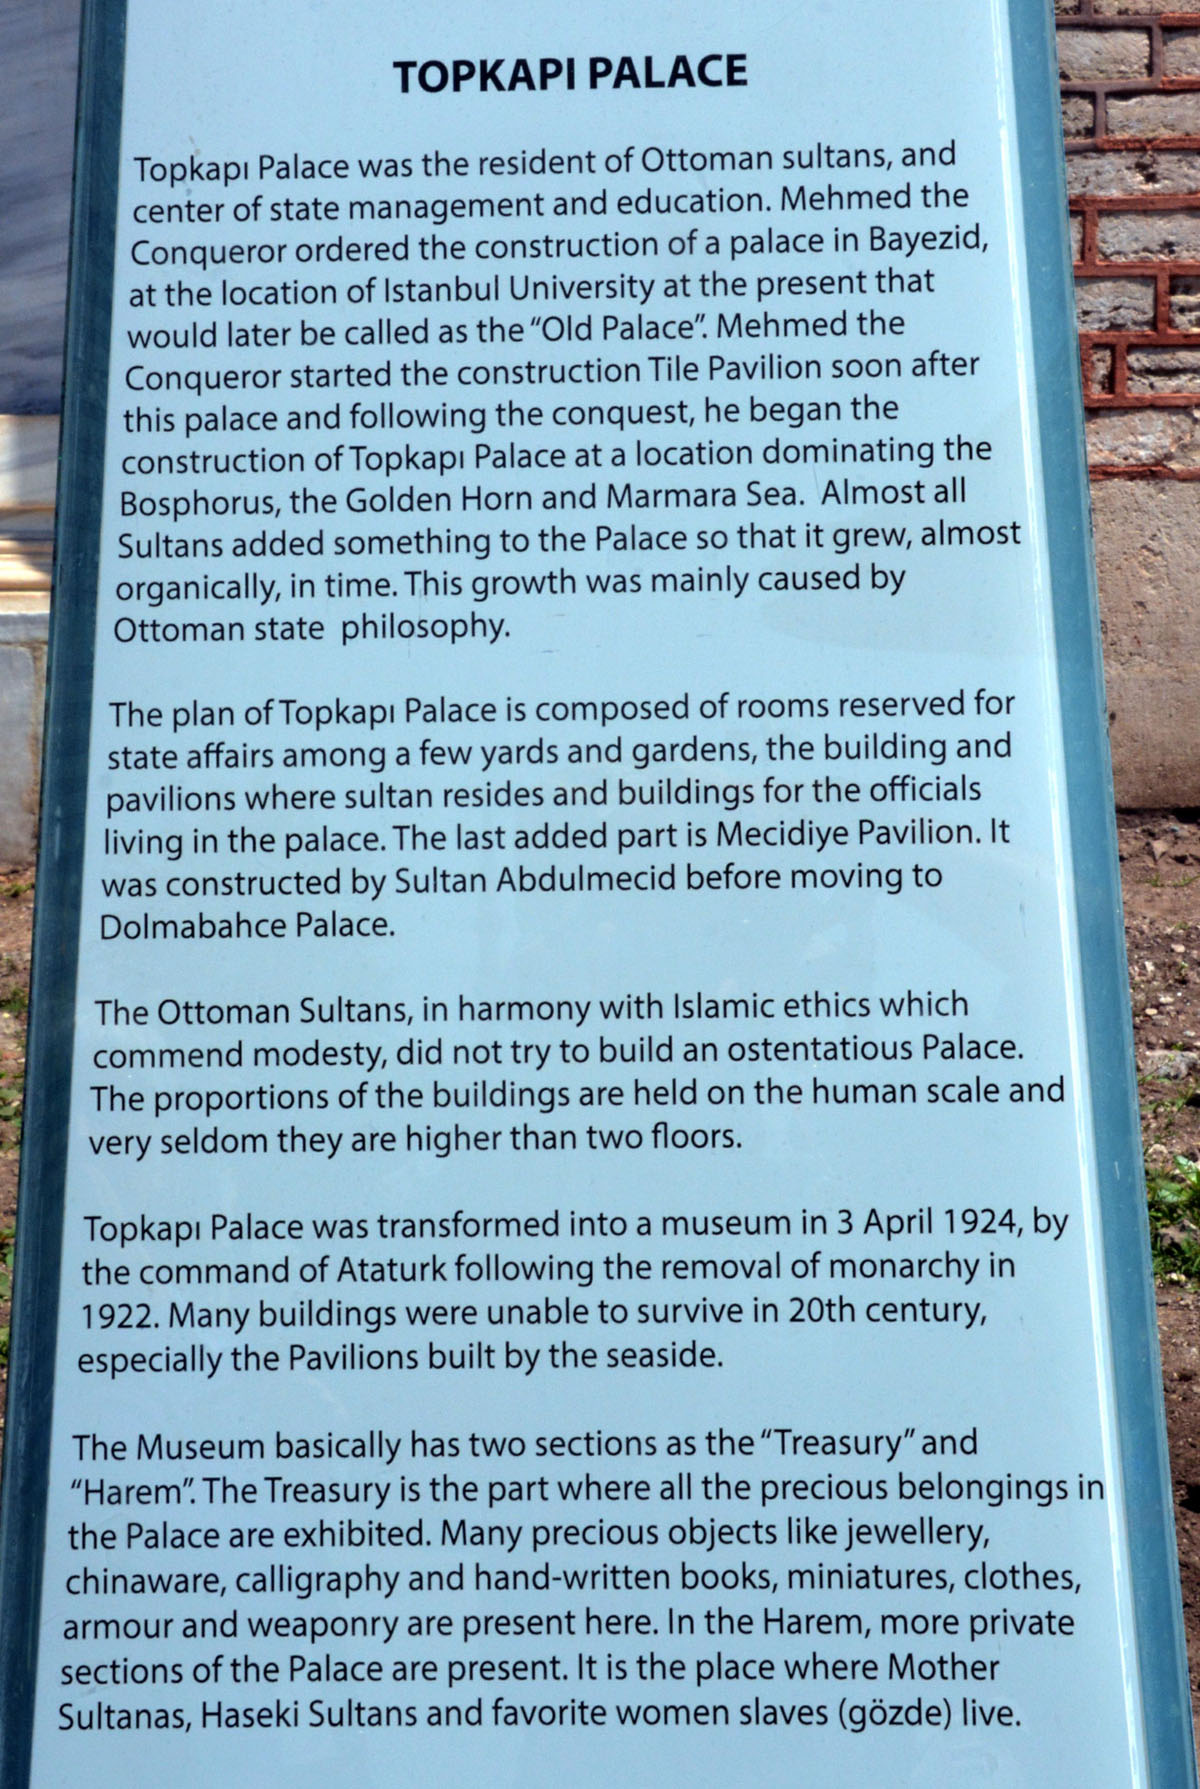 TOPKAPI PALACE
Topkapı Palace was the resident of Ottoman sultans, and
center of state management and education. Mehmed the
Conqueror ordered the construction of a palace in Bayezid,
at the location of Istanbul University at the present that
would later be called as the “Old Palace”. Mehmed the
Conqueror started the construction Tile Pavilion soon after
this palace and following the conquest, he began the
construction of Topkapı Palace at a location dominating the
Bosphorus, the Golden Horn and Marmara Sea. Almost all
Sultans added something to the Palace so that it grew, almost
organically, in time. This growth was mainly caused by
Ottoman state philosophy.
The plan of Topkapı Palace is composed of rooms reserved for
state affairs among a few yards and gardens, the building and
pavilions where sultan resides and buildings for the officials
living in the palace. The last added part is Mecidiye Pavilion. It
was constructed by Sultan Abdulmecid before moving to
Dolmabahce Palace.
The Ottoman Sultans, in harmony with Islamic ethics which
commend modesty, did not try to build an ostentatious Palace.
The proportions of the buildings are held on the human scale and
very seldom they are higher than two floors.
Topkapı Palace was transformed into a museum in 3 April 1924, by
the command of Ataturk following the removal of monarchy in
1922. Many buildings were unable to survive in 20th century,
especially the Pavilions built by the seaside.
The Museum basically has two sections as the “Treasury” and
“Harem”. The Treasury is the part where all the precious belongings in
the Palace are exhibited. Many precious objects like jewellery,
chinaware, calligraphy and hand-written books, miniatures, clothes,
armour and weaponry are present here. In the Harem, more private
sections of the Palace are present. It is the place where Mother
Sultanas, Haseki Sultans and favorite women slaves (gözde) live.